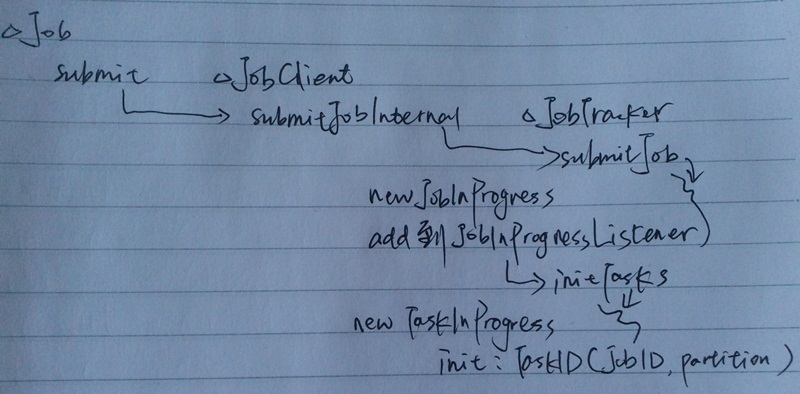 △Job
submit △JobClient
submitJobInternal △JobTracker
submitJob
new JobInProgress
add到JobInProgressListener
initTasks
new TaskInProgress
init: TaskID(JobID, partition)